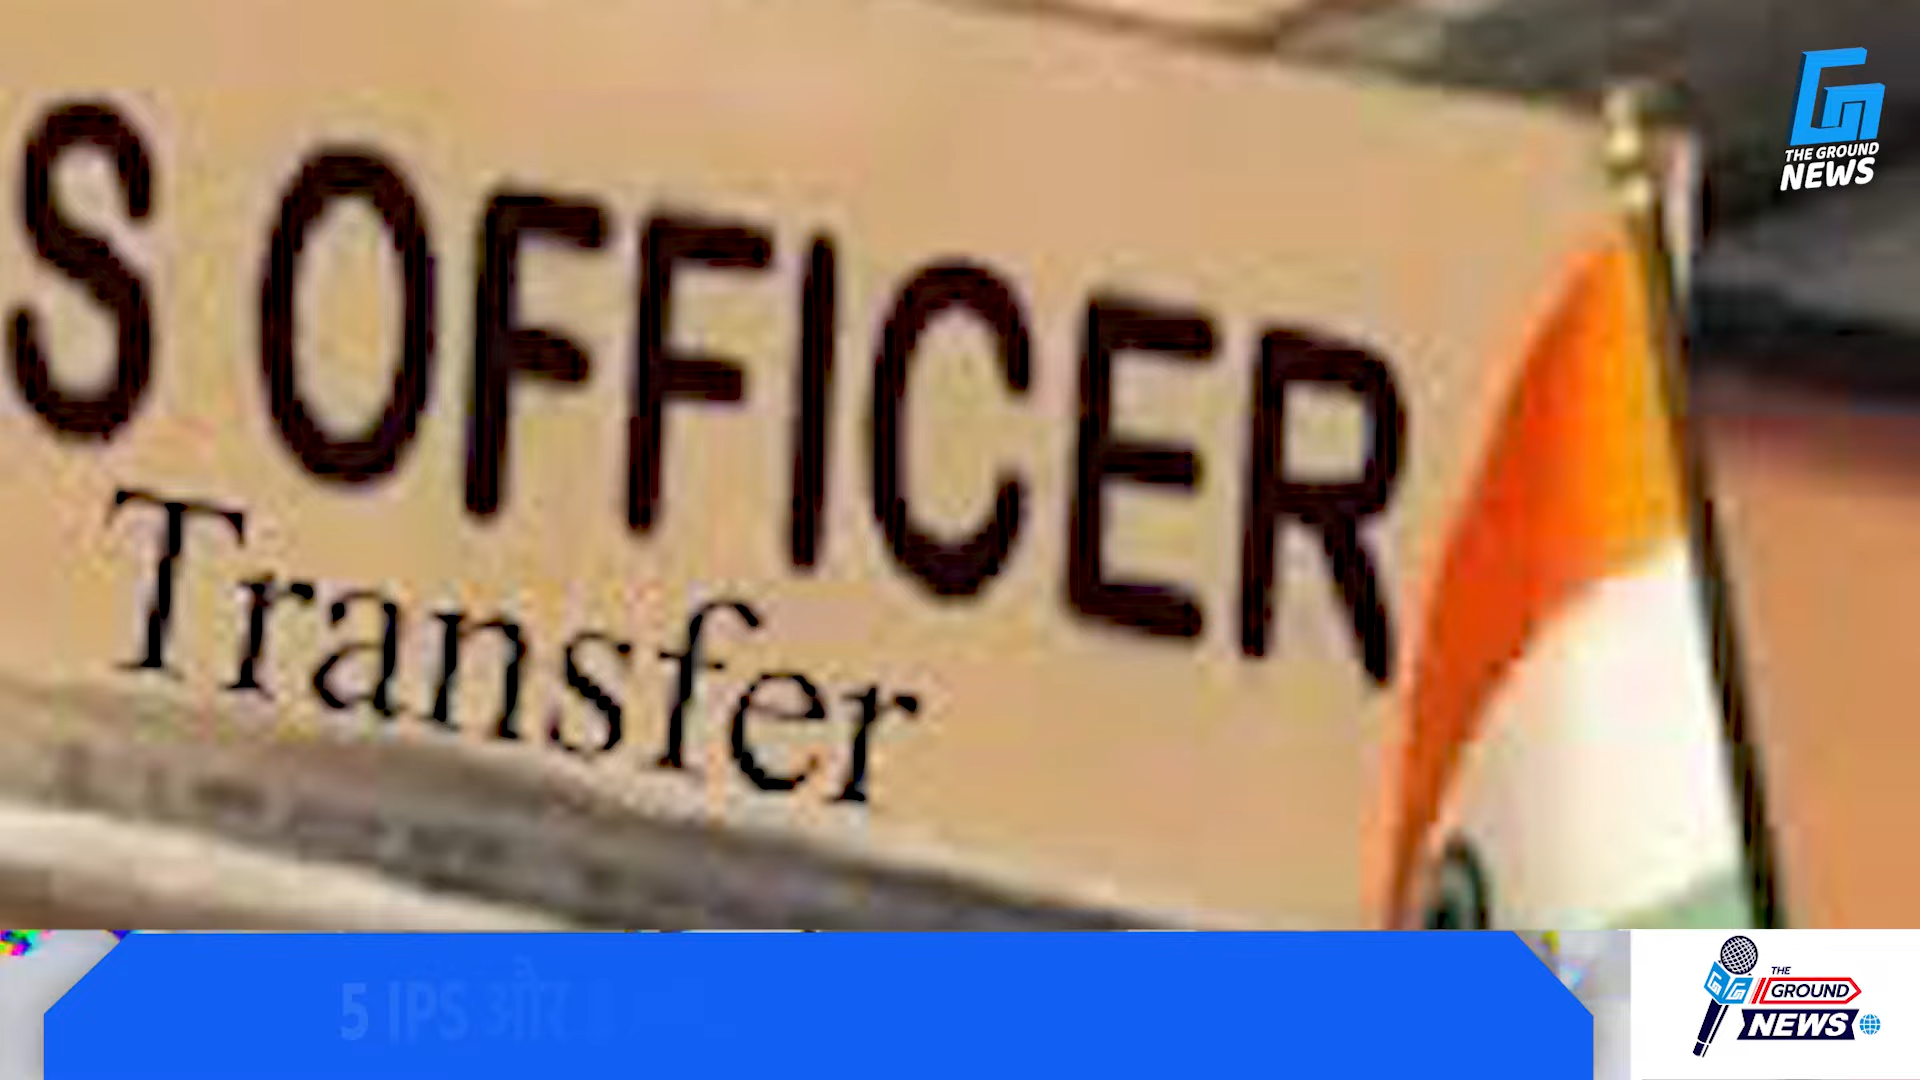 THE GROUND
NEWS
S OFFICER
Transfer
5 IPS और
THE
GROUND
NEWS